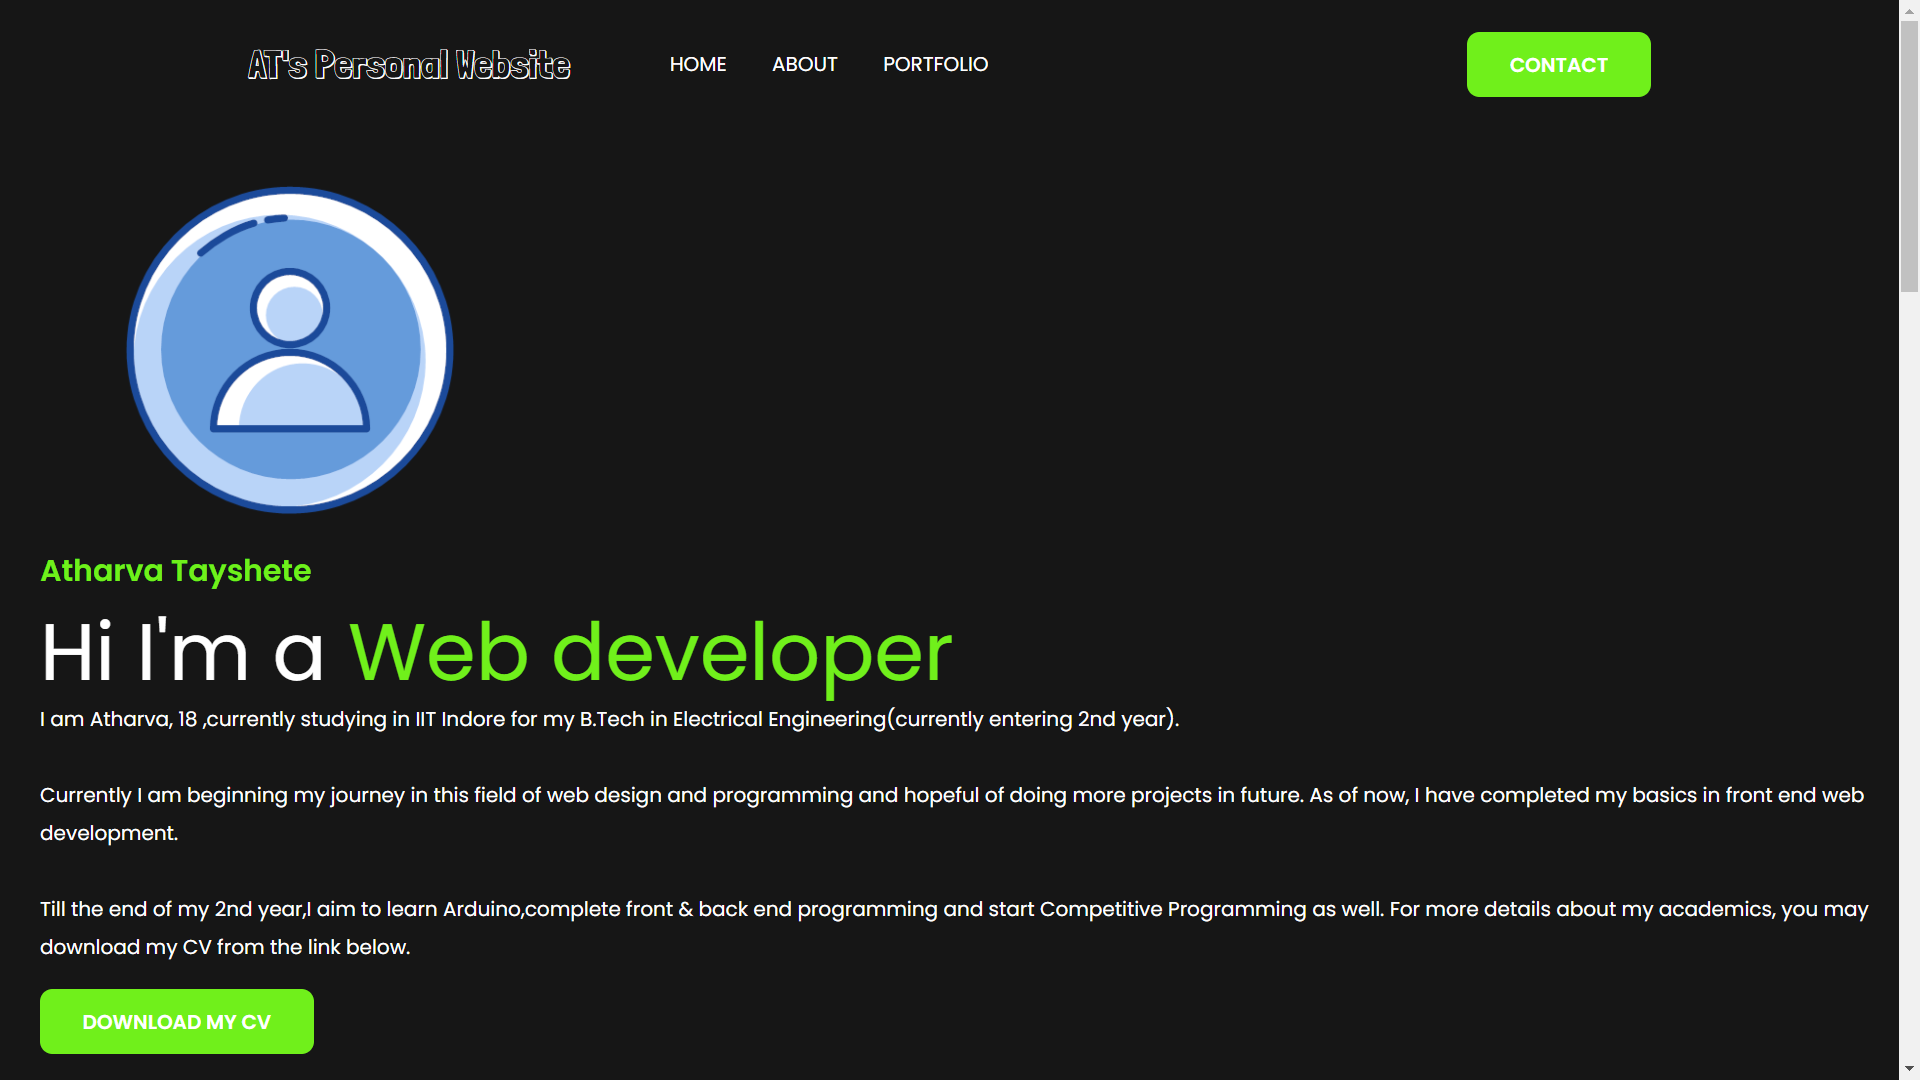 AT's Personal Website
HOME
ABOUT
PORTFOLIO
CONTACT
Atharva Tayshete
Hi I'm a Web developer
I am Atharva, 18 ,currently studying in IIT Indore for my B.Tech in Electrical Engineering(currently entering 2nd year).
Currently I am beginning my journey in this field of web design and programming and hopeful of doing more projects in future. As of now, I have completed my basics in front end web
development.
Till the end of my 2nd year,I aim to learn Arduino,complete front & back end programming and start Competitive Programming as well. For more details about my academics, you may
download my CV from the link below.
DOWNLOAD MY CV